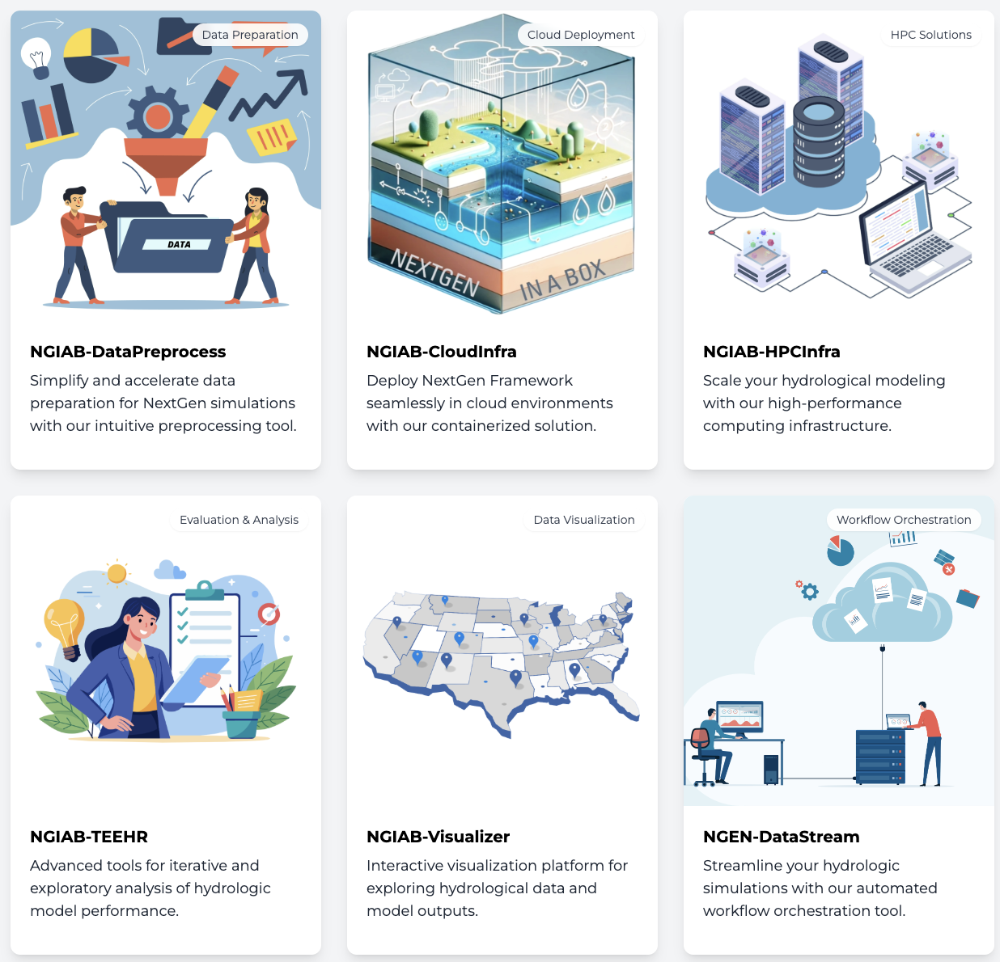 Data Preparation
DATA
NGIAB-DataPreprocess
Simplify and accelerate data
preparation for NextGen simulations
with our intuitive preprocessing tool.
Cloud Deployment
NEXTGEN
IN A BOX
NGIAB-CloudInfra
Deploy NextGen Framework
seamlessly in cloud environments
with our containerized solution.
HPC Solutions
NGIAB-HPCInfra
Scale your hydrological modeling
with our high-performance
computing infrastructure.
Evaluation & Analysis
NGIAB-TEEHR
Advanced tools for iterative and
exploratory analysis of hydrologic
model performance.
Data Visualization
NGIAB-Visualizer
Interactive visualization platform for
exploring hydrological data and
model outputs.
Workflow Orchestration
NGEN-DataStream
Streamline your hydrologic
simulations with our automated
workflow orchestration tool.